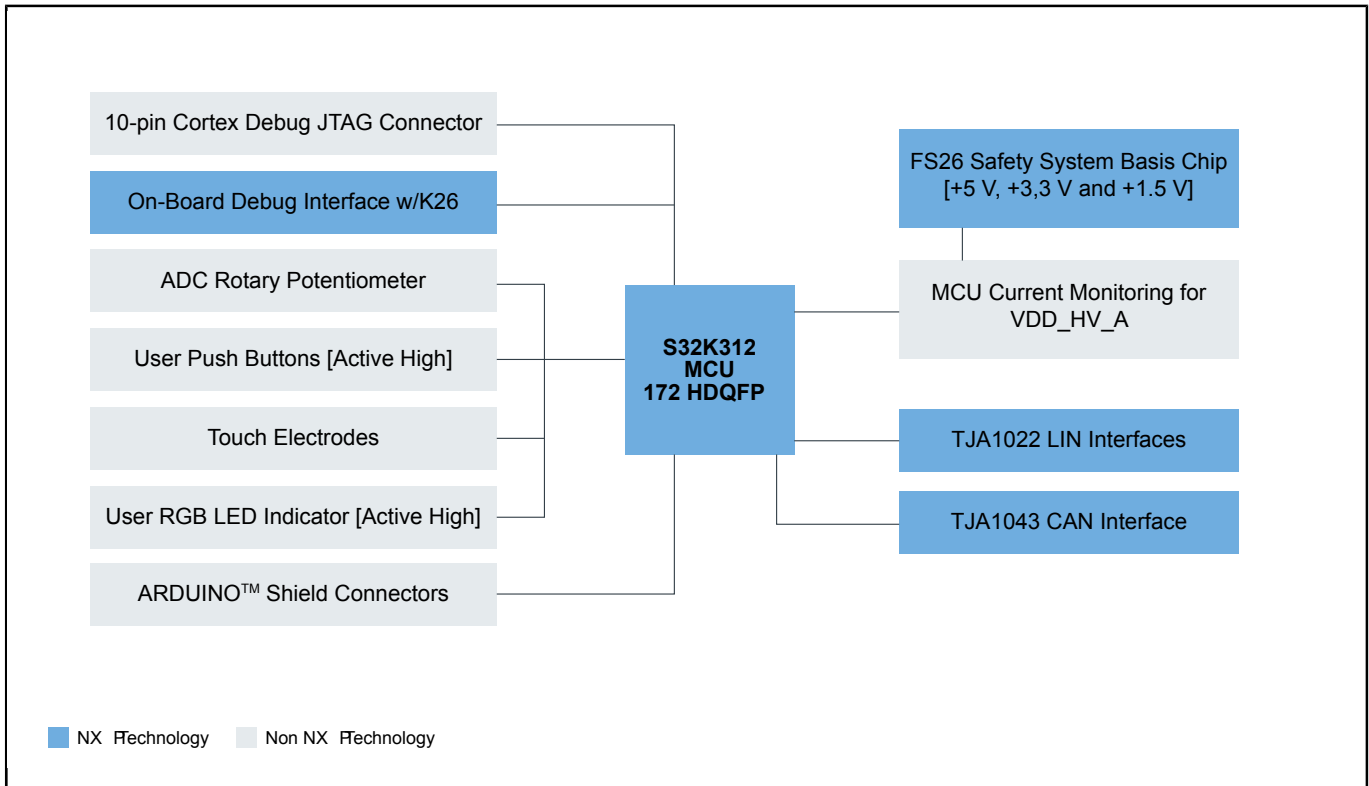 10-pin Cortex Debug JTAG Connector
On-Board Debug Interface w/K26
ADC Rotary Potentiometer
User Push Buttons [Active High]
Touch Electrodes
User RGB LED Indicator [Active High]
ARDUINO™ Shield Connectors
S32K312
MCU
172 HDQFP
FS26 Safety System Basis Chip
[+5 V, +3,3 V and +1.5 V]
MCU Current Monitoring for
VDD_HV_A
TJA1022 LIN Interfaces
TJA1043 CAN Interface
NX PTechnology
Non NX PTechnology